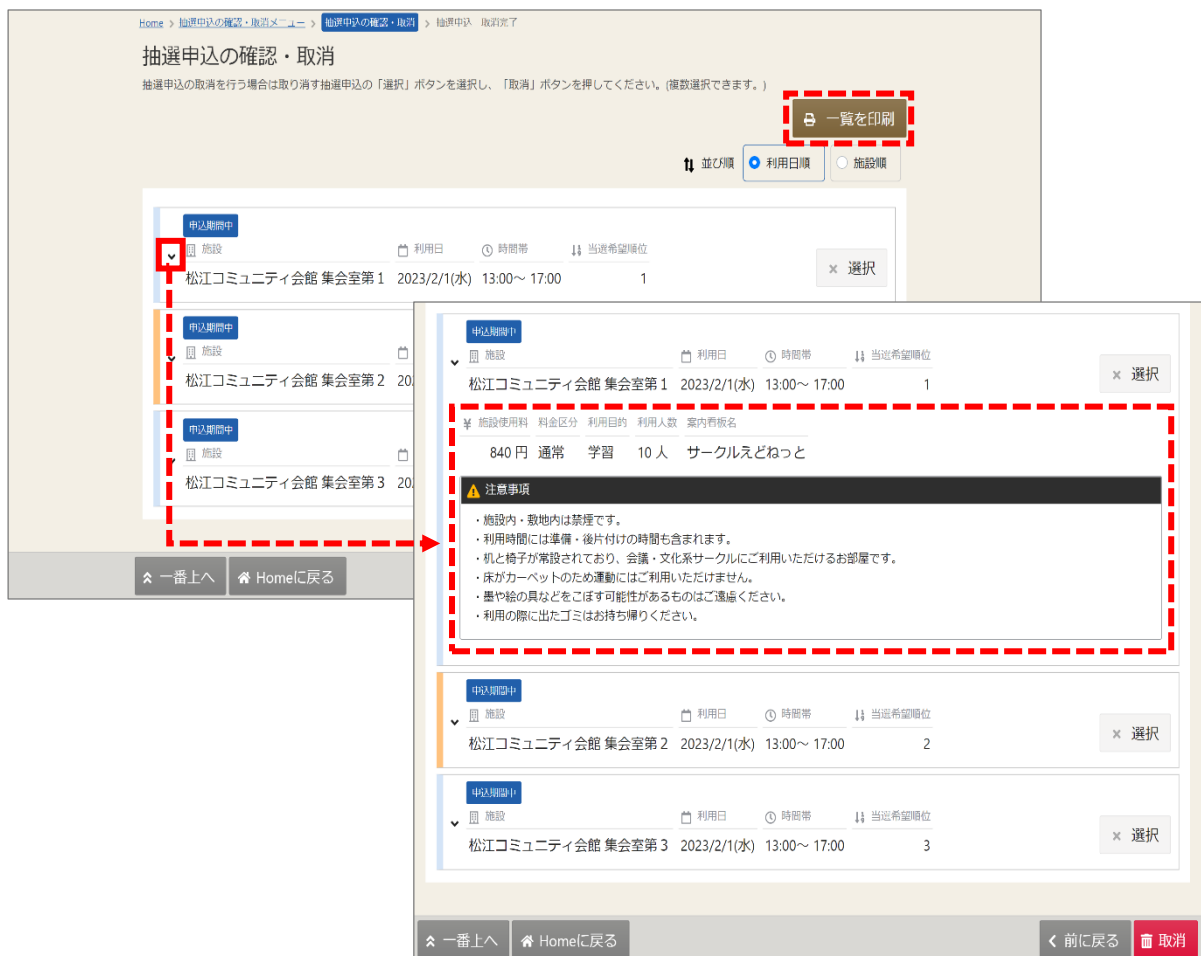 Home > 抽選申込の確認・取消メニュー > 抽選申込の確認・取消 > 抽選申込 取消完了
抽選申込の確認・取消
抽選申込の取消を行う場合は取り消す抽選申込の「選択」ボタンを選択し、「取消」ボタンを押してください。(複数選択できます。)
一覧を印刷
並び順 利用日順 施設順
申込期間中
施設 利用日 時間帯 当選希望順位
松江コミュニティ会館 集会室第1 2023/2/1(水) 13:00～ 17:00 1 × 選択
申込期間中
施設
松江コミュニティ会館 集会室第2 20
申込期間中
施設
松江コミュニティ会館 集会室第3 20
一番上へ Homeに戻る
申込期間中
施設 利用日 時間帯 当選希望順位
松江コミュニティ会館 集会室第1 2023/2/1(水) 13:00～ 17:00 1 × 選択
¥ 施設使用料 料金区分 利用目的 利用人数 案内看板名
840 円 通常 学習 10 人 サークルえどねっと
注意事項
・施設内・敷地内は禁煙です。
・利用時間には準備・後片付けの時間も含まれます。
・机と椅子が常設されており、会議・文化系サークルにご利用いただけるお部屋です。
・床がカーペットのため運動にはご利用いただけません。
・墨や絵の具などをこぼす可能性があるものはご遠慮ください。
・利用の際に出たゴミはお持ち帰りください。
申込期間中
施設 利用日 時間帯 当選希望順位
松江コミュニティ会館 集会室第2 2023/2/1(水) 13:00～ 17:00 2 × 選択
申込期間中
施設 利用日 時間帯 当選希望順位
松江コミュニティ会館 集会室第3 2023/2/1(水) 13:00～ 17:00 3 × 選択
一番上へ Homeに戻る < 前に戻る 取消